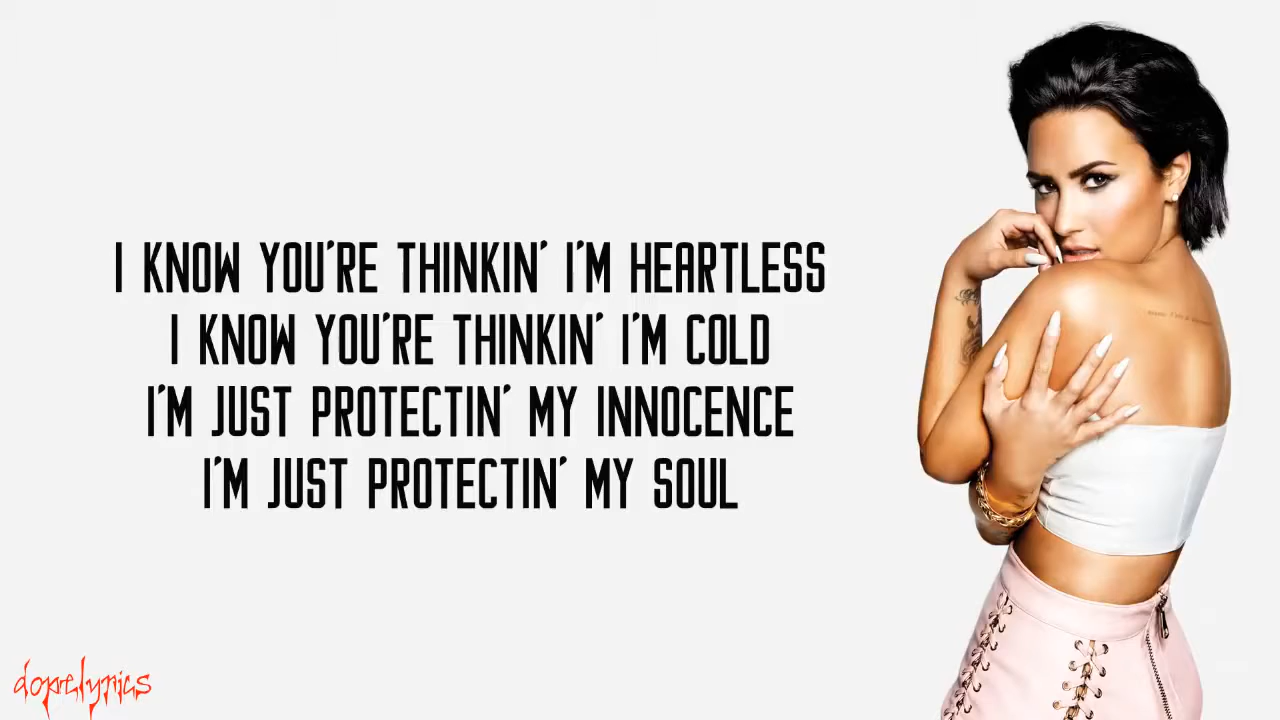 I KNOW YOU'RE THINKIN' I'M HEARTLESS
I KNOW YOU'RE THINKIN' I'M COLD
I'M JUST PROTECTIN' MY INNOCENCE
I'M JUST PROTECTIN' MY SOUL
dopelyrics